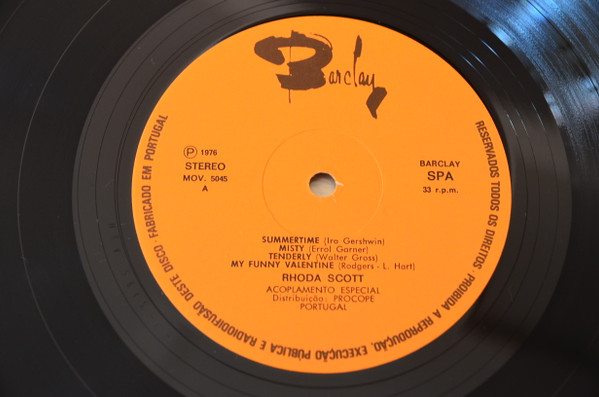 Barclay
℗ 1976
STEREO
MOV. 5045
A
BARCLAY
SPA
33 r.p.m.
SUMMERTIME (Ira Gershwin)
MISTY (Errol Garner)
TENDERLY (Walter Gross)
MY FUNNY VALENTINE (Rodgers - L. Hart)
RHODA SCOTT
ACOPLAMENTO ESPECIAL
Distribuição: PROCOPE
PORTUGAL
RESERVADOS TODOS OS DIREITOS PROIBIDA A REPRODUÇÃO, EXECUÇÃO PÚBLICA E RADIODIFUSÃO DESTE DISCO · FABRICADO EM PORTUGAL